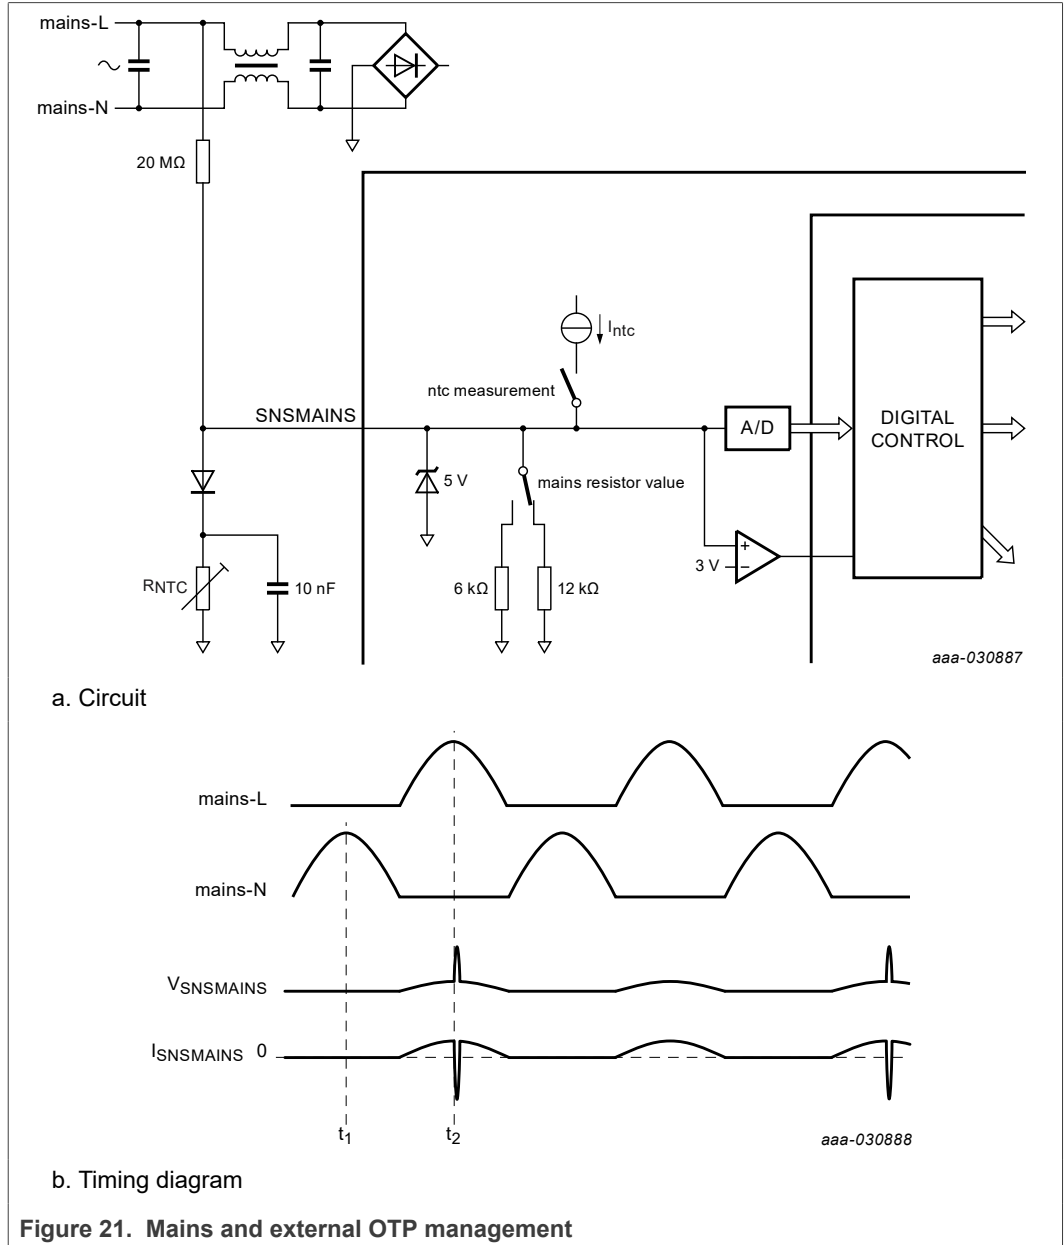 mains-L
mains-N
20 MΩ
Intc
ntc measurement
SNSMAINS
A/D
DIGITAL
CONTROL
5 V
mains resistor value
3 V
+
−
RNTC
10 nF
6 kΩ
12 kΩ
aaa-030887
a. Circuit
mains-L
mains-N
VSNSMAINS
ISNSMAINS 0
t1
t2
aaa-030888
b. Timing diagram
Figure 21. Mains and external OTP management